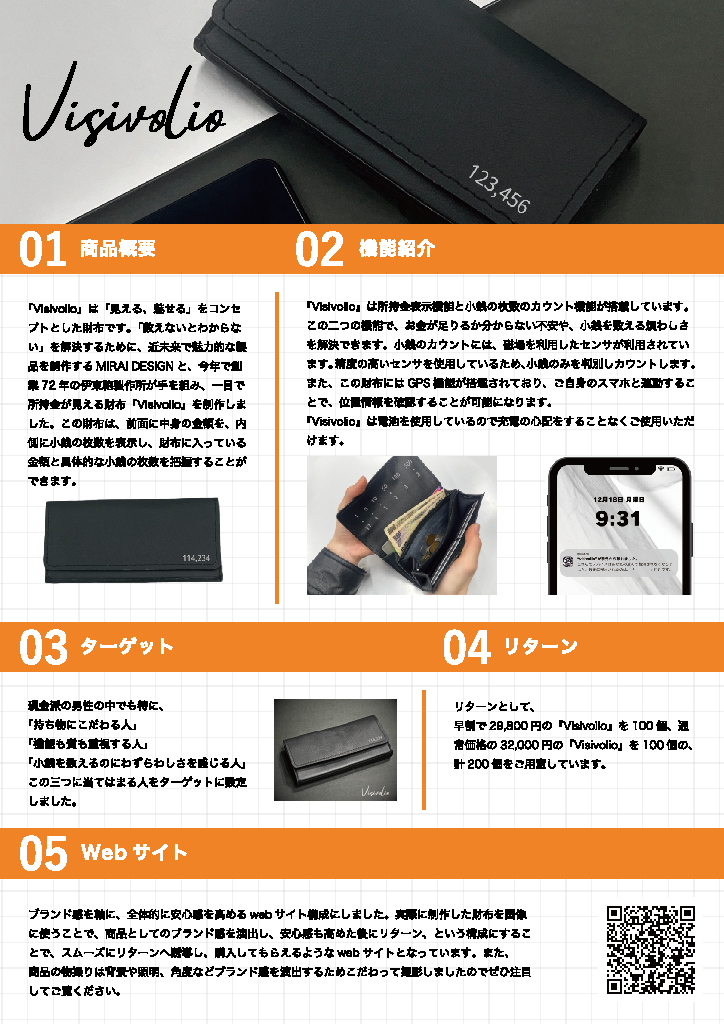 Visivolio
123,456
01 商品概要
『Visivolio』は「見える、魅せる」をコンセ
プトとした財布です。「数えないとわからな
い」を解決するために、近未来で魅力的な製
品を制作する MIRAI DESIGN と、今年で創
業 72 年の伊東鞄製作所が手を組み、一目で
所持金が見える財布『Visivolio』を制作しま
した。この財布は、前面に中身の金額を、内
側に小銭の枚数を表示し、財布に入っている
金額と具体的な小銭の枚数を把握することが
できます。
114,234
02 機能紹介
『Visivolio』は所持金表示機能と小銭の枚数のカウント機能が搭載しています。
この二つの機能で、お金が足りるか分からない不安や、小銭を数える煩わしさ
を解決できます。小銭のカウントには、磁場を利用したセンサが利用されてい
ます。精度の高いセンサを使用しているため、小銭のみを判別しカウントします。
また、この財布には GPS 機能が搭載されており、ご自身のスマホと連動するこ
とで、位置情報を確認することが可能になります。
『Visivolio』は電池を使用しているので充電の心配をすることなくご使用いただ
けます。
12月18日 月曜日
9:31
03 ターゲット
現金派の男性の中でも特に、
「持ち物にこだわる人」
「機能も質も重視する人」
「小銭を数えるのにわずらわしさを感じる人」
この三つに当てはまる人をターゲットに設定
しました。
Visivolio
04 リターン
リターンとして、
早割で 29,800 円の『Visivolio』を 100 個、通
常価格の 32,000 円の『Visivolio』を 100 個の、
計 200 個をご用意しています。
05 Web サイト
ブランド感を軸に、全体的に安心感を高める web サイト構成にしました。実際に制作した財布を画像
に使うことで、商品としてのブランド感を演出し、安心感も高めた後にリターン、という構成にするこ
とで、スムーズにリターンへ誘導し、購入してもらえるような web サイトとなっています。また、
商品の物撮りは背景や照明、角度などブランド感を演出するためこだわって撮影しましたのでぜひ注目
してご覧ください。